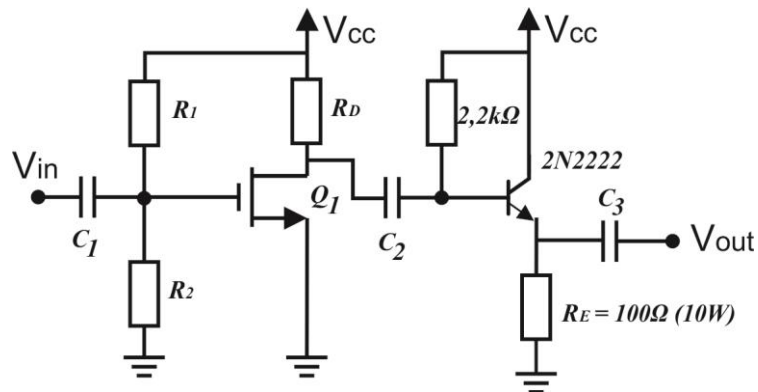 Vcc
Vcc
R1
RD
2,2kΩ
2N2222
Vin
Q1
C3
C1
C2
Vout
R2
RE = 100Ω (10W)